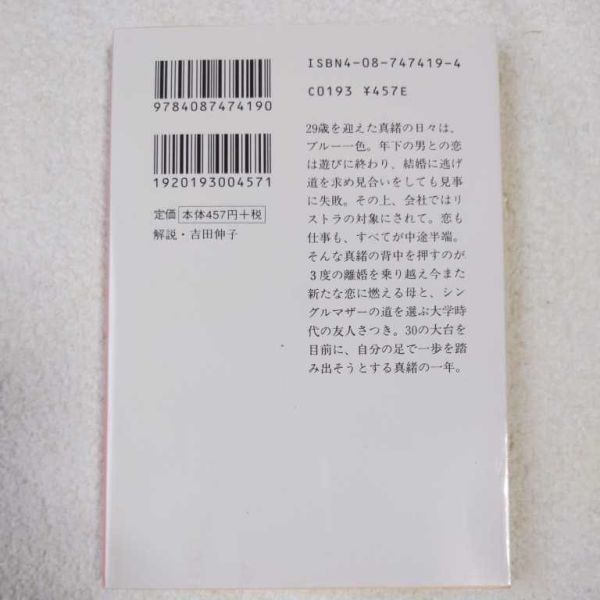 ISBN4-08-747419-4
C0193 ¥457E
9784087474190
1920193004571
定価 本体457円+税
解説・吉田伸子
29歳を迎えた真緒の日々は、
ブルー一色。年下の男との恋
は遊びに終わり、結婚に逃げ
道を求め見合いをしても見事
に失敗。その上、会社ではリ
ストラの対象にされて。恋も
仕事も、すべてが中途半端。
そんな真緒の背中を押すのが
３度の離婚を乗り越え今また
新たな恋に燃える母と、シン
グルマザーの道を選ぶ大学時
代の友人さつき。30の大台を
目前に、自分の足で一歩を踏
み出そうとする真緒の一年。